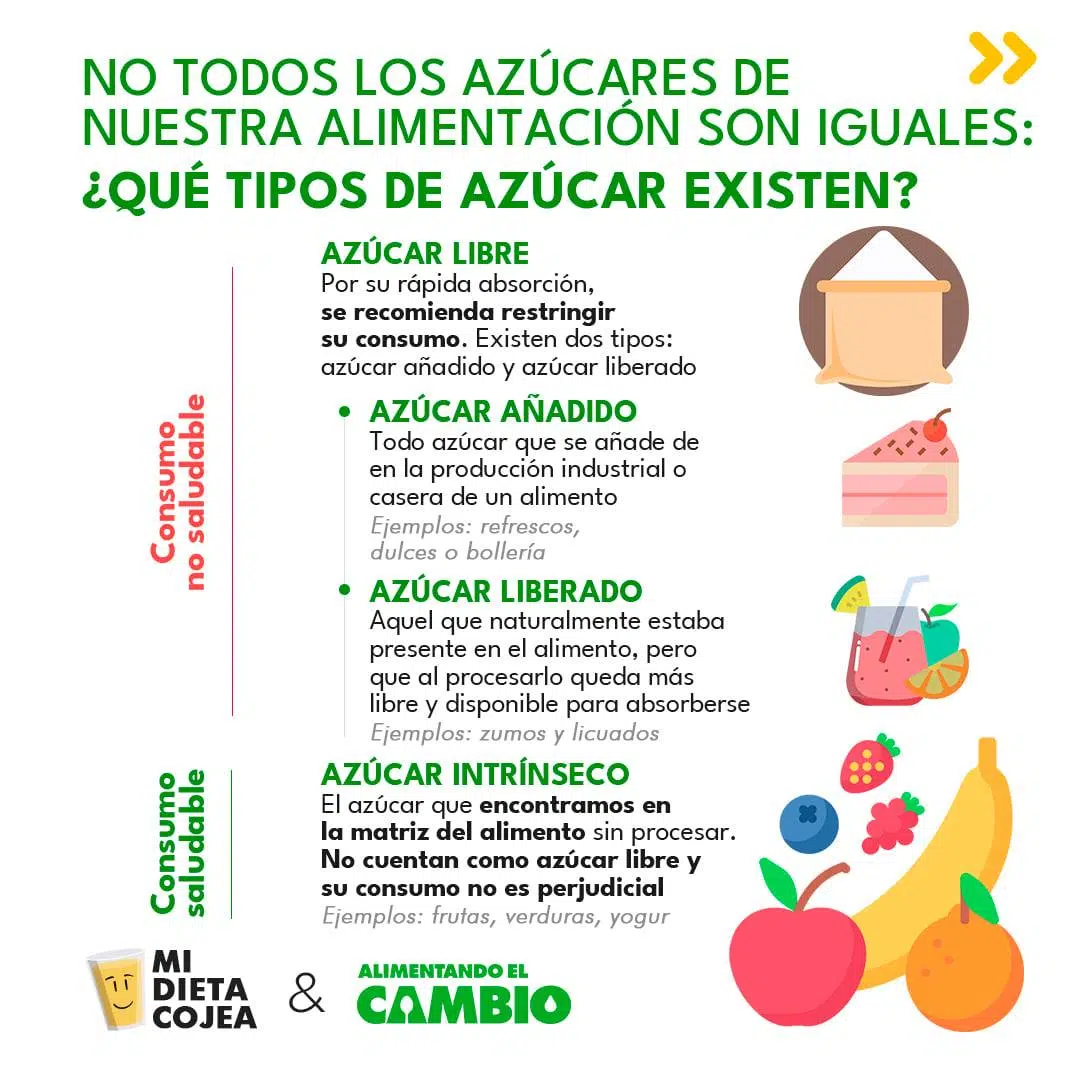 NO TODOS LOS AZÚCARES DE
NUESTRA ALIMENTACIÓN SON IGUALES:
¿QUÉ TIPOS DE AZÚCAR EXISTEN?
AZÚCAR LIBRE
Por su rápida absorción,
se recomienda restringir
su consumo. Existen dos tipos:
azúcar añadido y azúcar liberado
Consumo
no saludable
AZÚCAR AÑADIDO
Todo azúcar que se añade de
en la producción industrial o
casera de un alimento
Ejemplos: refrescos,
dulces o bollería
AZÚCAR LIBERADO
Aquel que naturalmente estaba
presente en el alimento, pero
que al procesarlo queda más
libre y disponible para absorberse
Ejemplos: zumos y licuados
Consumo
saludable
AZÚCAR INTRÍNSECO
El azúcar que encontramos en
la matriz del alimento sin procesar.
No cuentan como azúcar libre y
su consumo no es perjudicial
Ejemplos: frutas, verduras, yogur
MI
DIETA
COJEA
&
ALIMENTANDO EL
CAMBIO